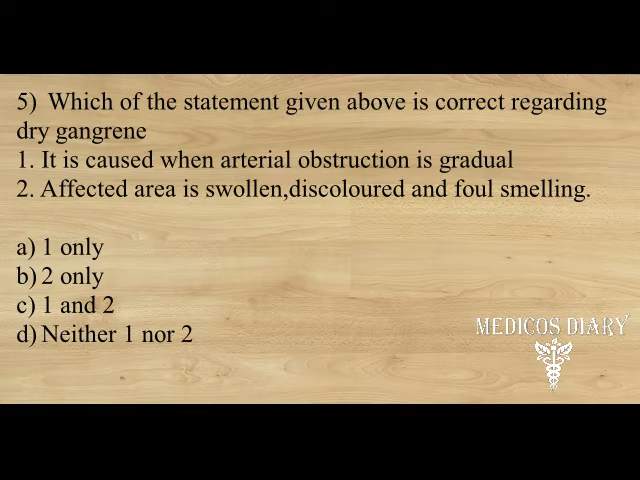 5)  Which of the statement given above is correct regarding
dry gangrene
1. It is caused when arterial obstruction is gradual
2. Affected area is swollen,discoloured and foul smelling.
a) 1 only
b) 2 only
c) 1 and 2
d) Neither 1 nor 2
MEDICOS DIARY